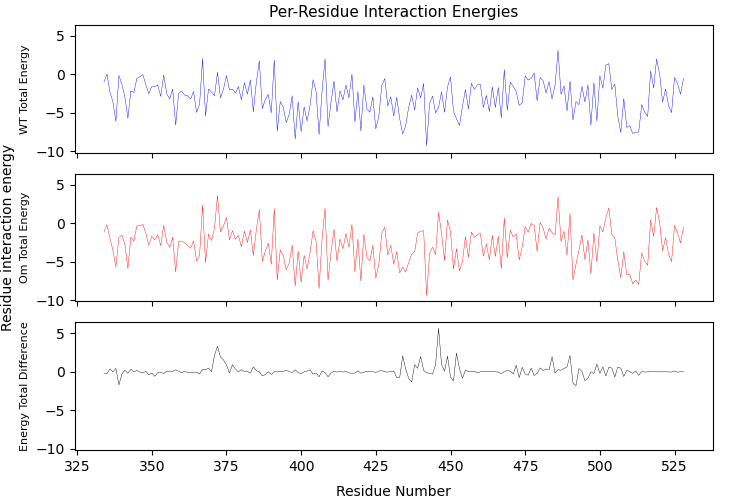 Per-Residue Interaction Energies
Residue interaction energy
WT Total Energy
5
0
−5
−10
Om Total Energy
5
0
−5
−10
Energy Total Difference
5
0
−5
−10
325 350 375 400 425 450 475 500 525
Residue Number